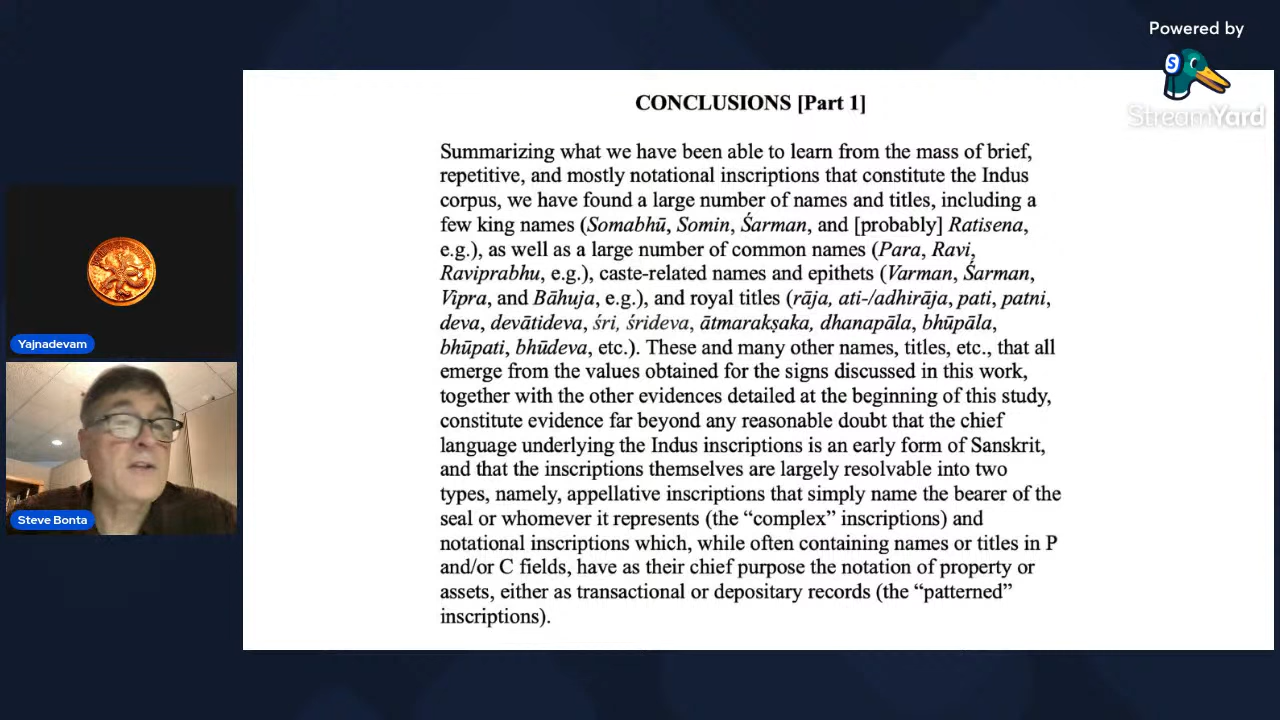 Powered by
StreamYard
CONCLUSIONS [Part 1]
Summarizing what we have been able to learn from the mass of brief,
repetitive, and mostly notational inscriptions that constitute the Indus
corpus, we have found a large number of names and titles, including a
few king names (Somabhū, Somin, Śarman, and [probably] Ratisena,
e.g.), as well as a large number of common names (Para, Ravi,
Raviprabhu, e.g.), caste-related names and epithets (Varman, Śarman,
Vipra, and Bāhuja, e.g.), and royal titles (rāja, ati-/adhirāja, pati, patni,
deva, devātideva, śri, śrideva, ātmarakṣaka, dhanapāla, bhūpāla,
bhūpati, bhūdeva, etc.). These and many other names, titles, etc., that all
emerge from the values obtained for the signs discussed in this work,
together with the other evidences detailed at the beginning of this study,
constitute evidence far beyond any reasonable doubt that the chief
language underlying the Indus inscriptions is an early form of Sanskrit,
and that the inscriptions themselves are largely resolvable into two
types, namely, appellative inscriptions that simply name the bearer of the
seal or whomever it represents (the “complex” inscriptions) and
notational inscriptions which, while often containing names or titles in P
and/or C fields, have as their chief purpose the notation of property or
assets, either as transactional or depositary records (the “patterned”
inscriptions).
Yajnadevam
Steve Bonta